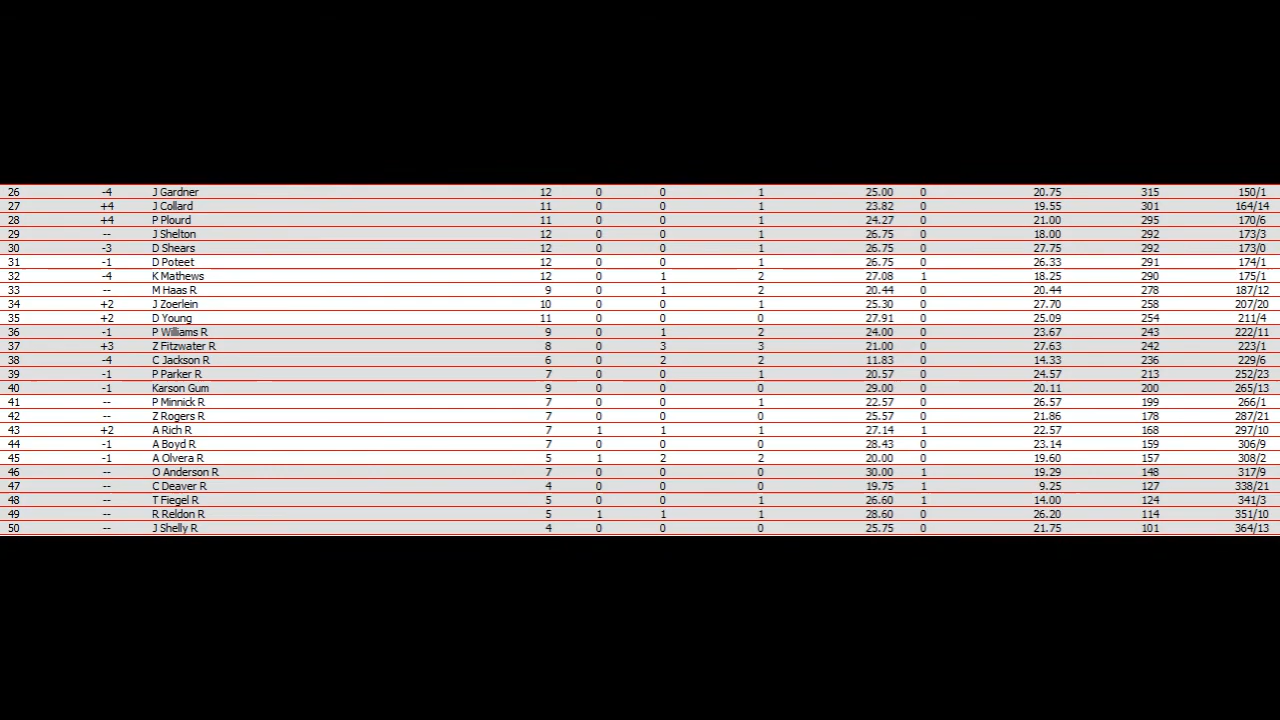 26 -4 J Gardner 12 0 0 1 25.00 0 20.75 315 150/1
27 +4 J Collard 11 0 0 1 23.82 0 19.55 301 164/14
28 +4 P Plourd 11 0 0 1 24.27 0 21.00 295 170/6
29 -- J Shelton 12 0 0 1 26.75 0 18.00 292 173/3
30 -3 D Shears 12 0 0 1 26.75 0 27.75 292 173/0
31 -1 D Poteet 12 0 0 1 26.75 0 26.33 291 174/1
32 -4 K Mathews 12 0 1 2 27.08 1 18.25 290 175/1
33 -- M Haas R 9 0 1 2 20.44 0 20.44 278 187/12
34 +2 J Zoerlein 10 0 0 1 25.30 0 27.70 258 207/20
35 +2 D Young 11 0 0 0 27.91 0 25.09 254 211/4
36 -1 P Williams R 9 0 1 2 24.00 0 23.67 243 222/11
37 +3 Z Fitzwater R 8 0 3 3 21.00 0 27.63 242 223/1
38 -4 C Jackson R 6 0 2 2 11.83 0 14.33 236 229/6
39 -1 P Parker R 7 0 0 1 20.57 0 24.57 213 252/23
40 -1 Karson Gum 9 0 0 0 29.00 0 20.11 200 265/13
41 -- P Minnick R 7 0 0 1 22.57 0 26.57 199 266/1
42 -- Z Rogers R 7 0 0 0 25.57 0 21.86 178 287/21
43 +2 A Rich R 7 1 1 1 27.14 1 22.57 168 297/10
44 -1 A Boyd R 7 0 0 0 28.43 0 23.14 159 306/9
45 -1 A Olvera R 5 1 2 2 20.00 0 19.60 157 308/2
46 -- O Anderson R 7 0 0 0 30.00 1 19.29 148 317/9
47 -- C Deaver R 4 0 0 0 19.75 1 9.25 127 338/21
48 -- T Fiegel R 5 0 0 1 26.60 1 14.00 124 341/3
49 -- R Reldon R 5 1 1 1 28.60 0 26.20 114 351/10
50 -- J Shelly R 4 0 0 0 25.75 0 21.75 101 364/13